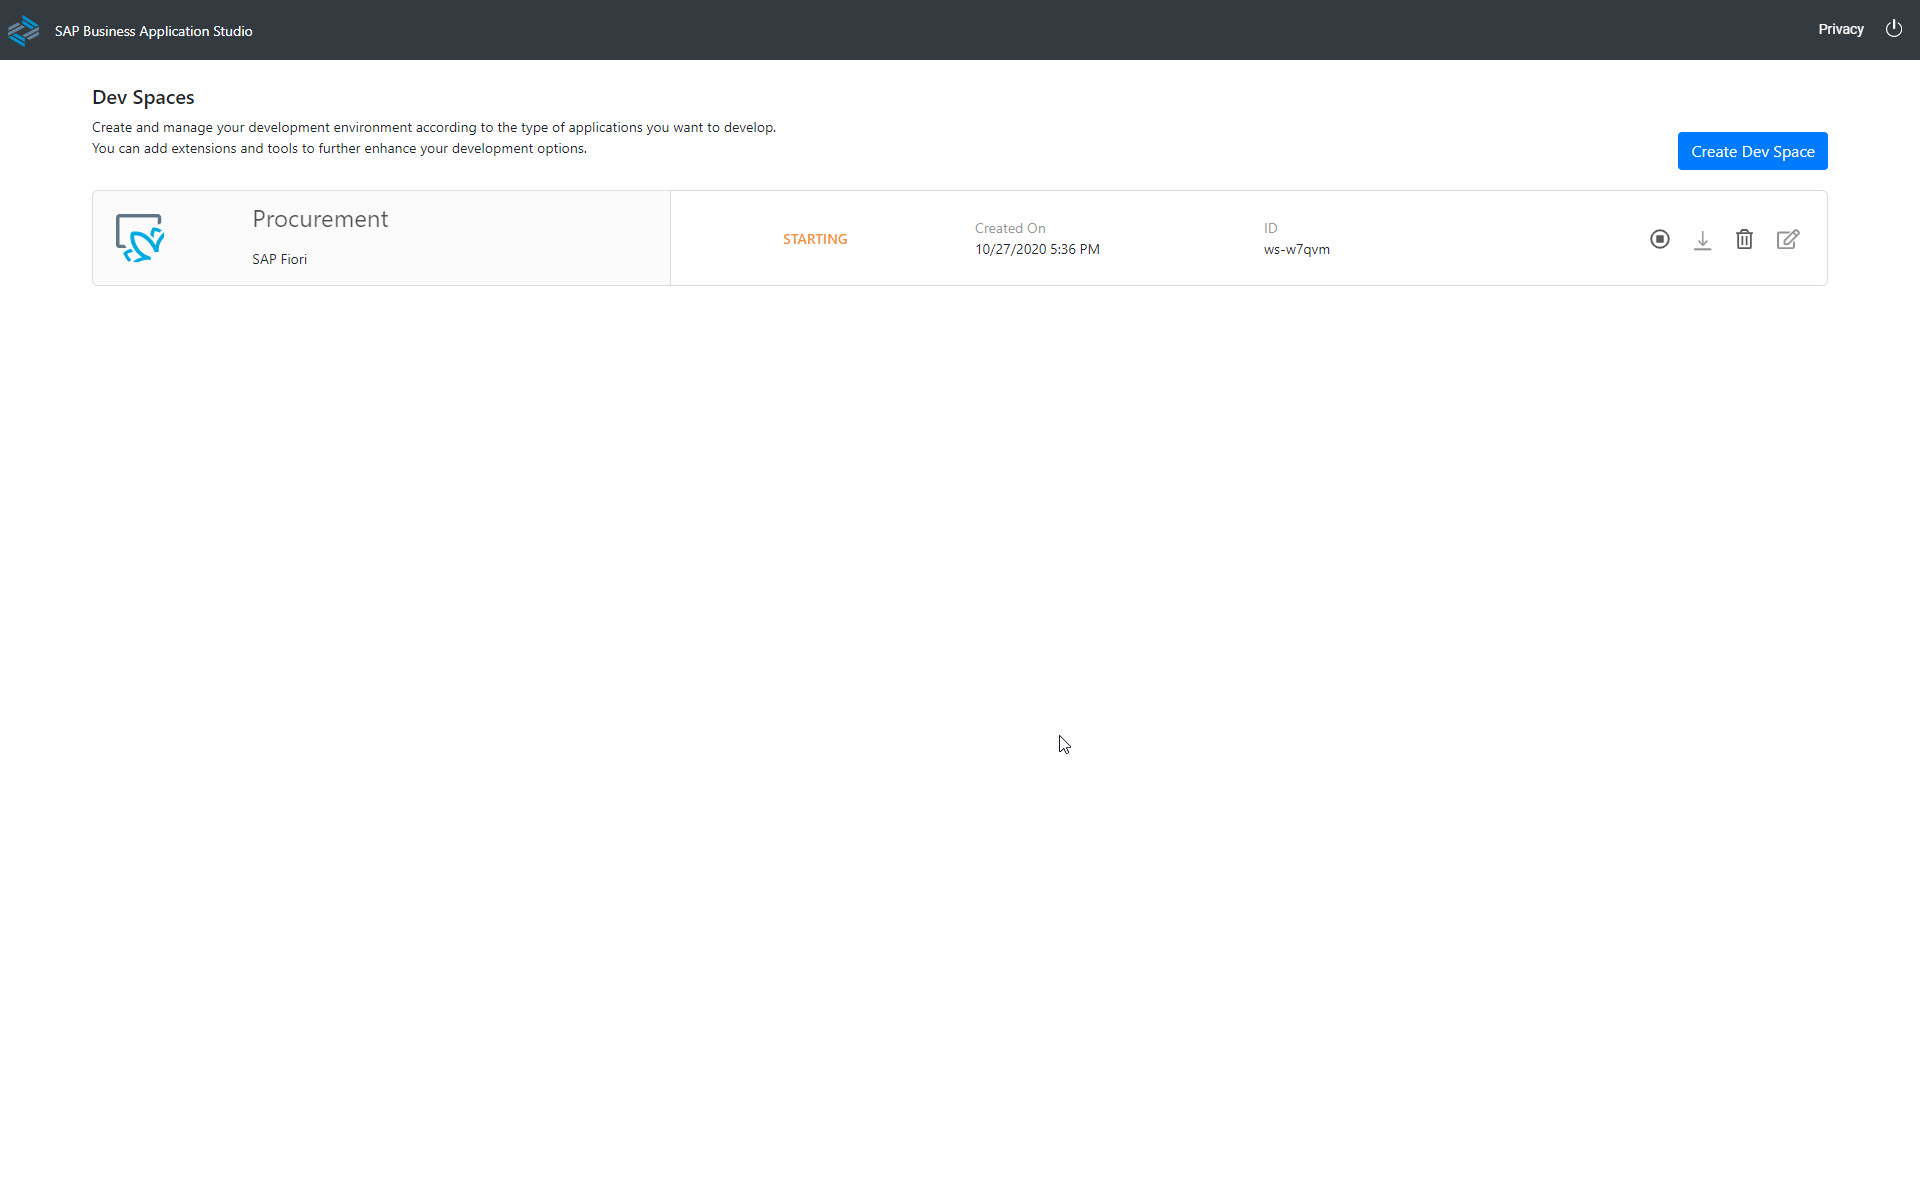 SAP Business Application Studio
Privacy
Dev Spaces
Create and manage your development environment according to the type of applications you want to develop.
You can add extensions and tools to further enhance your development options.
Create Dev Space
Procurement
SAP Fiori
STARTING
Created On
10/27/2020 5:36 PM
ID
ws-w7qvm